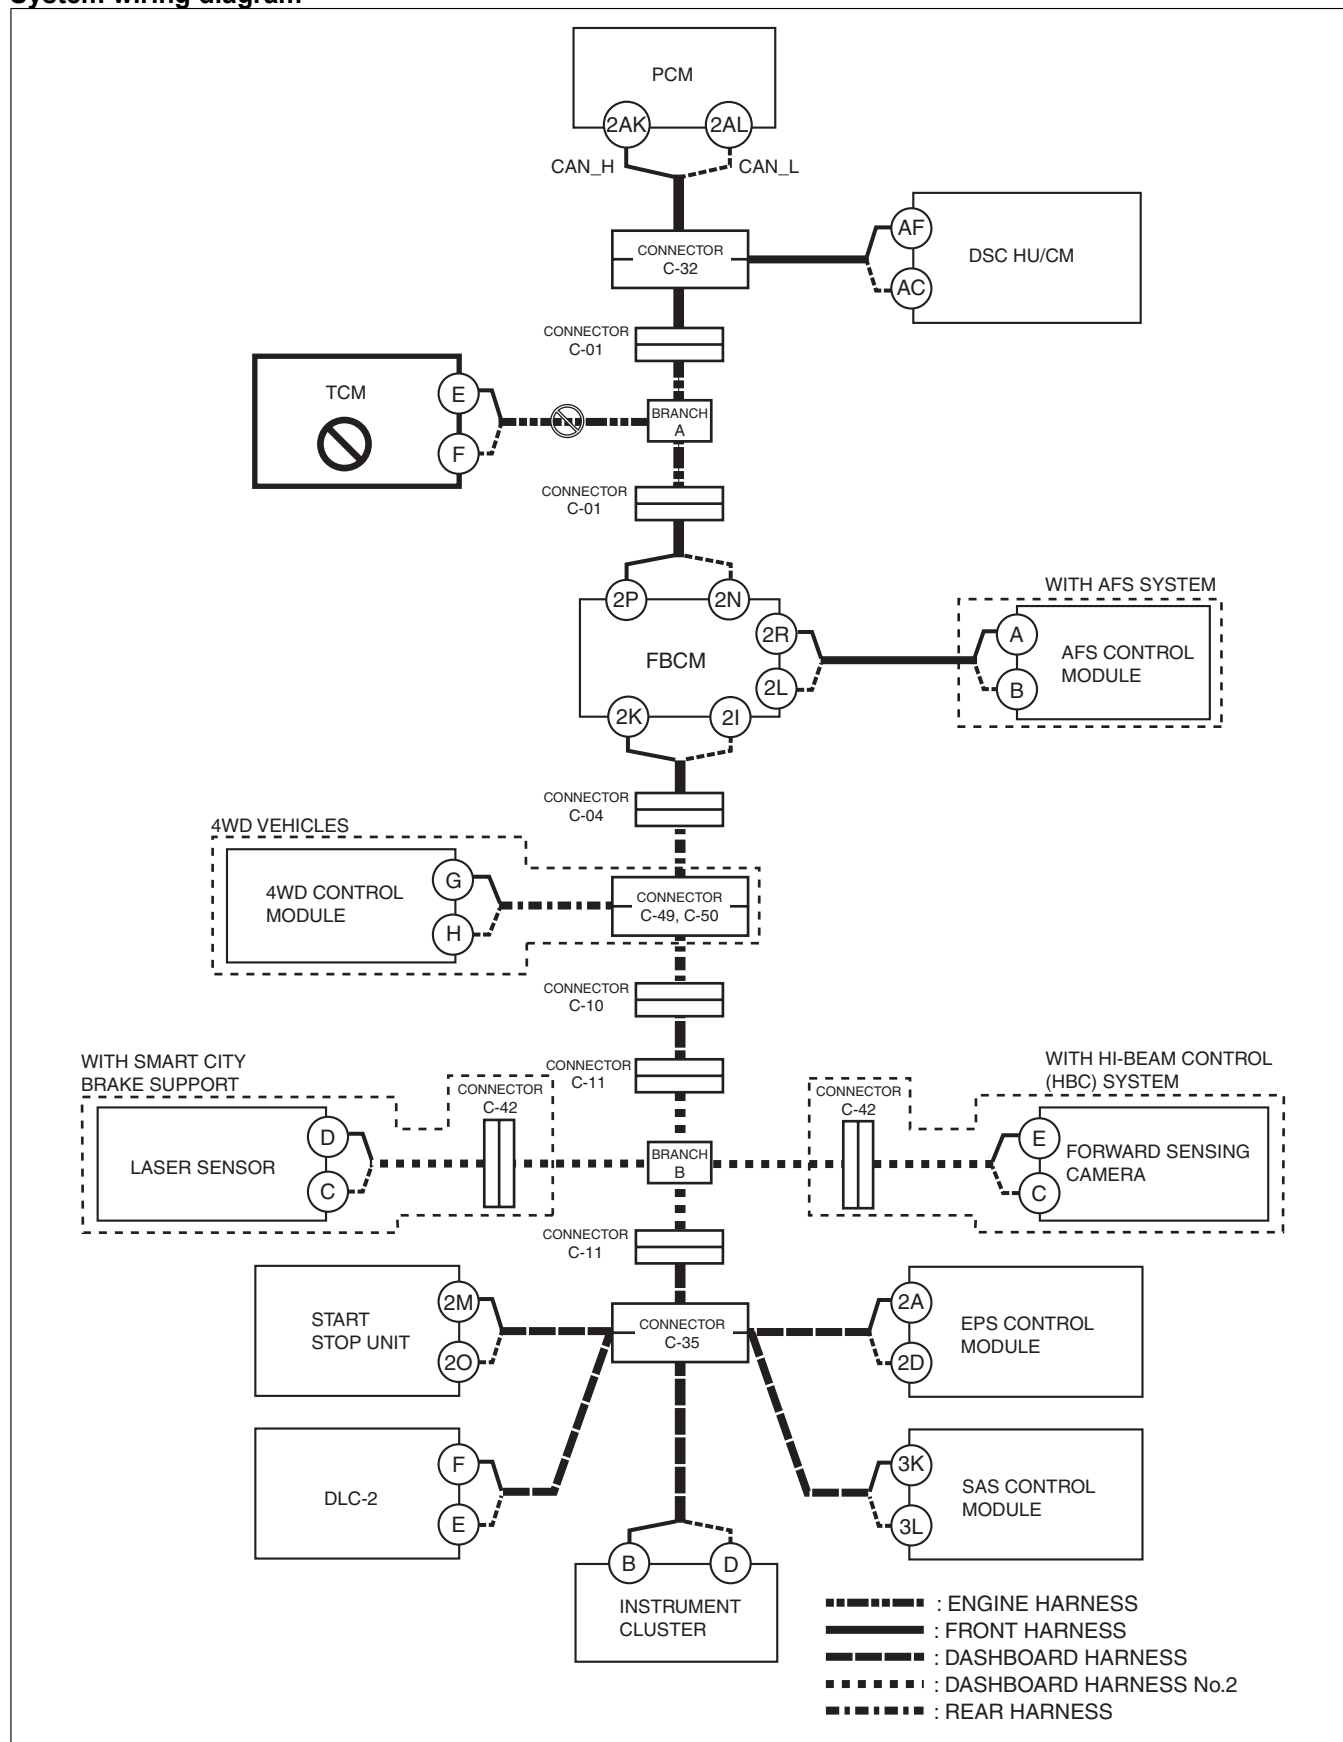 System wiring diagram
PCM
2AK
2AL
CAN_H
CAN_L
CONNECTOR
C-32
AF
AC
DSC HU/CM
CONNECTOR
C-01
TCM
E
F
BRANCH
A
CONNECTOR
C-01
2P
2N
2R
2L
FBCM
2K
2I
WITH AFS SYSTEM
A
B
AFS CONTROL
MODULE
CONNECTOR
C-04
4WD VEHICLES
4WD CONTROL
MODULE
G
H
CONNECTOR
C-49, C-50
CONNECTOR
C-10
CONNECTOR
C-11
WITH SMART CITY
BRAKE SUPPORT
CONNECTOR
C-42
LASER SENSOR
D
C
BRANCH
B
WITH HI-BEAM CONTROL
(HBC) SYSTEM
CONNECTOR
C-42
E
C
FORWARD SENSING
CAMERA
CONNECTOR
C-11
START
STOP UNIT
2M
2O
CONNECTOR
C-35
2A
2D
EPS CONTROL
MODULE
DLC-2
F
E
3K
3L
SAS CONTROL
MODULE
B
D
INSTRUMENT
CLUSTER
: ENGINE HARNESS
: FRONT HARNESS
: DASHBOARD HARNESS
: DASHBOARD HARNESS No.2
: REAR HARNESS